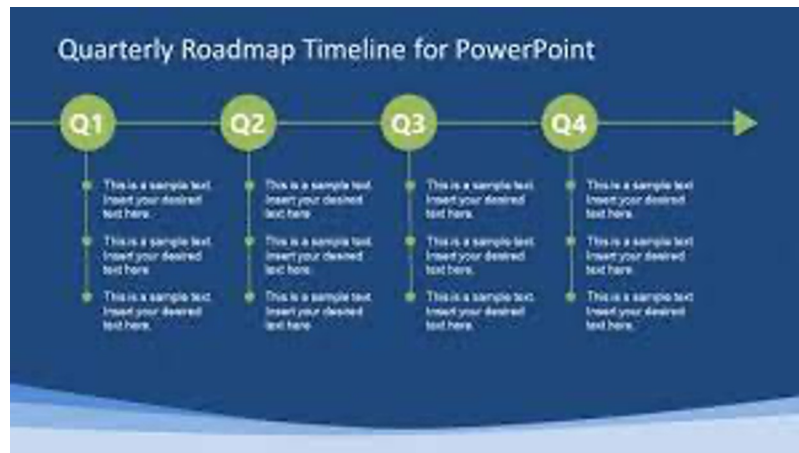 Quarterly Roadmap Timeline for PowerPoint
Q1
Q2
Q3
Q4
This is a sample text
Insert your desired
text here.
This is a sample text
Insert your desired
text here
This is a sample text
Insert your desired
text here.
This is a sample text
Insert your desired
text here
This is a sample text
Insert your desired
text here.
This is a sample text
Insert your desired
text here
This is a sample text
Insert your desired
text here.
This is a sample text
Insert your desired
text here.
This is a sample text
Insert your desired
text here.
This is a sample text
Insert your desired
text here.
This is a sample text
Insert your desired
text here.
This is a sample text
Insert your desired
text here.